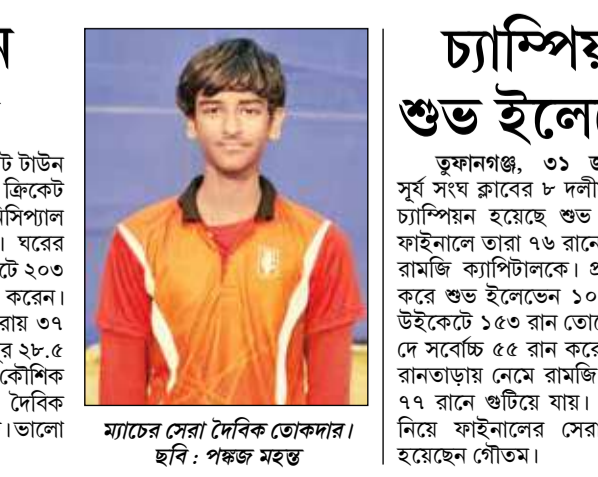 ট টাউন
ক্রিকেট
নিসিপ্যাল
। ঘরের
টে ২০৩
করেন।
রায় ৩৭
২৮.৫
কৌশিক
দৈবিক
। ভালো
ম্যাচের সেরা দৈবিক তোকদার।
ছবি : পঙ্কজ মহন্ত
চ্যাম্পিয়
শুভ ইলে
তুফানগঞ্জ, ৩১
সূর্য সংঘ ক্লাবের ৮ দলী
চ্যাম্পিয়ন হয়েছে শুভ
ফাইনালে তারা ৭৬ রানে
রামজি ক্যাপিটালকে।
করে শুভ ইলেভেন ১০
উইকেটে ১৫৩ রান তোলে
দে সর্বোচ্চ ৫৫ রান করে
রানতাড়ায় নেমে রামজি
৭৭ রানে গুটিয়ে যায়।
নিয়ে ফাইনালের সেরা
হয়েছেন গৌতম।